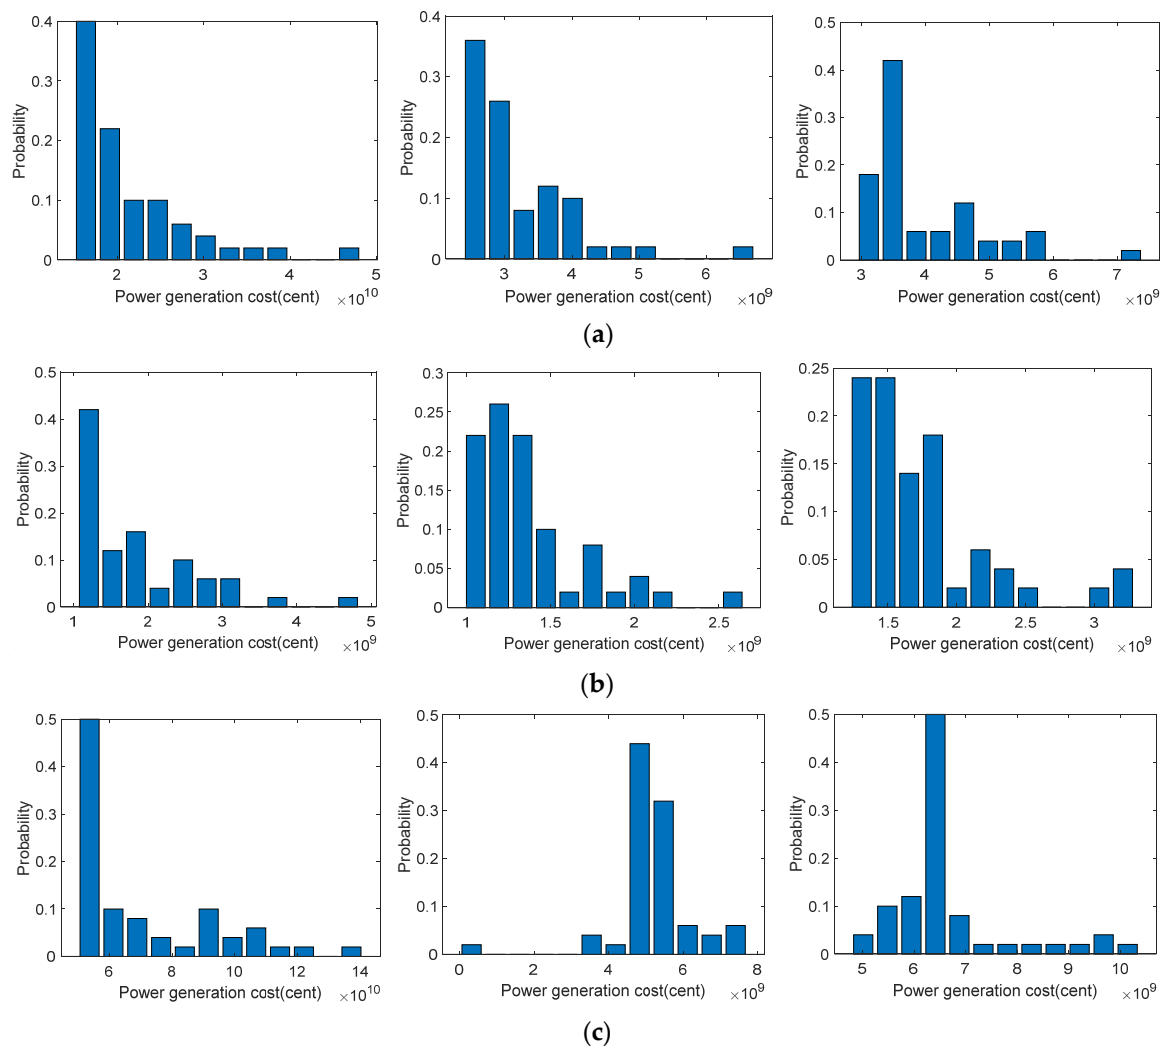 0.4 0.3 0.2 0.1 0
Probability
2 3 4 5
Power generation cost(cent) ×10^10
0.4 0.3 0.2 0.1 0
Probability
3 4 5 6
Power generation cost(cent) ×10^9
0.5 0.4 0.3 0.2 0.1 0
Probability
3 4 5 6 7
Power generation cost(cent) ×10^9
(a)
0.5 0.4 0.3 0.2 0.1 0
Probability
1 2 3 4 5
Power generation cost(cent) ×10^9
0.3 0.25 0.2 0.15 0.1 0.05 0
Probability
1 1.5 2 2.5
Power generation cost(cent) ×10^9
0.25 0.2 0.15 0.1 0.05 0
Probability
1.5 2 2.5 3
Power generation cost(cent) ×10^9
(b)
0.5 0.4 0.3 0.2 0.1 0
Probability
6 8 10 12 14
Power generation cost(cent) ×10^10
0.5 0.4 0.3 0.2 0.1 0
Probability
0 2 4 6 8
Power generation cost(cent) ×10^9
0.5 0.4 0.3 0.2 0.1 0
Probability
5 6 7 8 9 10
Power generation cost(cent) ×10^9
(c)